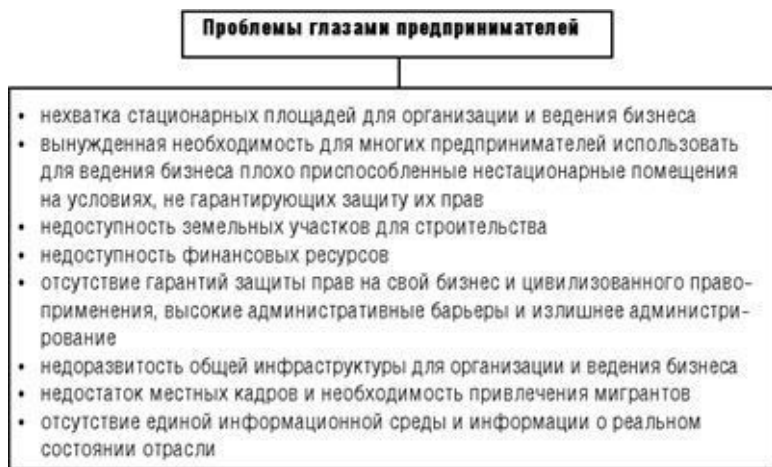 Проблемы глазами предпринимателей
• нехватка стационарных площадей для организации и ведения бизнеса
• вынужденная необходимость для многих предпринимателей использовать
для ведения бизнеса плохо приспособленные нестационарные помещения
на условиях, не гарантирующих защиту их прав
• недоступность земельных участков для строительства
• недоступность финансовых ресурсов
• отсутствие гарантий защиты прав на свой бизнес и цивилизованного право-
применения, высокие административные барьеры и излишнее администри-
рование
• недоразвитость общей инфраструктуры для организации и ведения бизнеса
• недостаток местных кадров и необходимость привлечения мигрантов
• отсутствие единой информационной среды и информации о реальном
состоянии отрасли